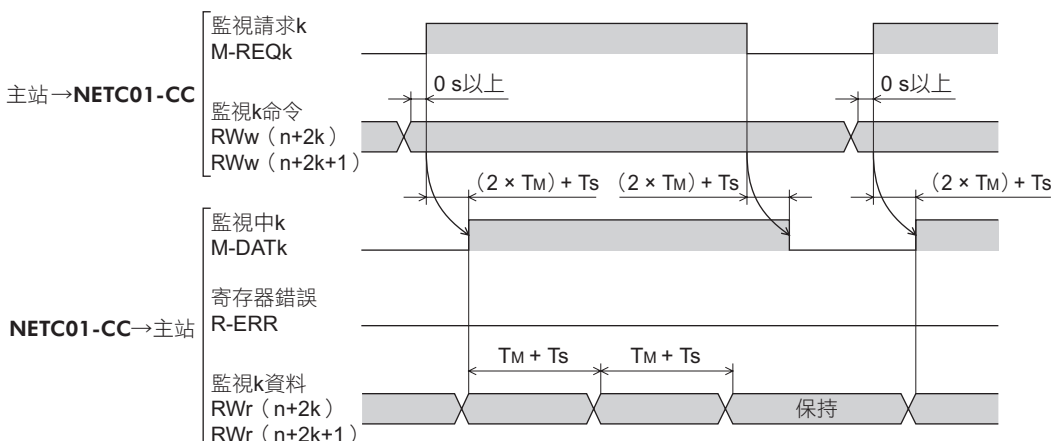 監視請求k
M-REQk
0 s以上
0 s以上
主站→NETC01-CC
監視k命令
RWw（n+2k）
RWw（n+2k+1）
（2 × TM）+ Ts
（2 × TM）+ Ts
（2 × TM）+ Ts
監視中k
M-DATk
寄存器錯誤
R-ERR
NETC01-CC→主站
TM + Ts
TM + Ts
監視k資料
RWr（n+2k）
RWr（n+2k+1）
保持